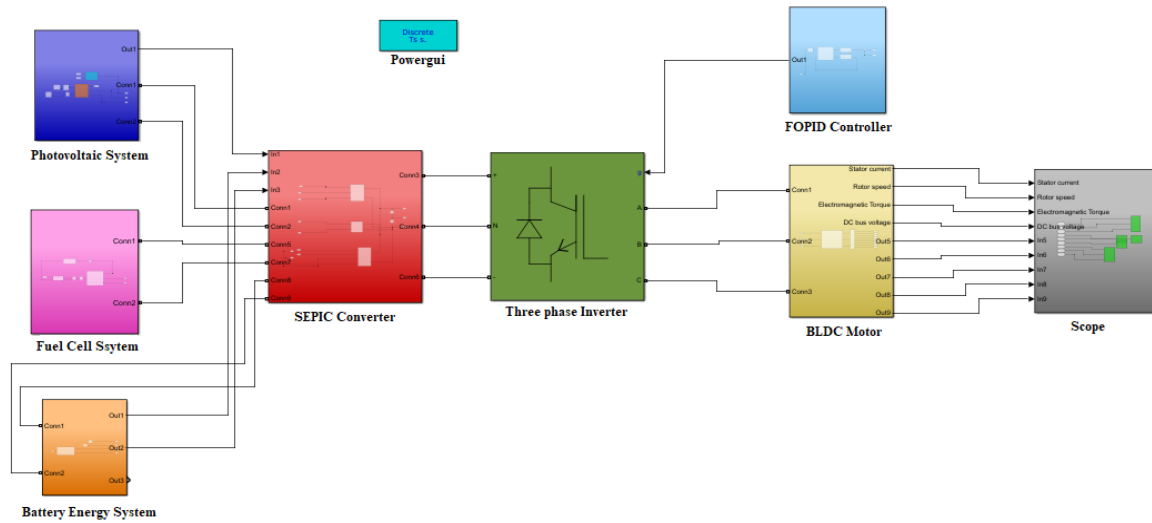 Discrete
Ts s.
Powergui
Out1
Conn1
Conn2
Photovoltaic System
Out1
FOPID Controller
In1
In2
In3
Conn1
Conn2
Conn5
Conn7
Conn8
Conn9
Conn3
Conn4
Conn6
SEPIC Converter
+
N
-
g
A
B
C
Three phase Inverter
Conn1
Conn2
Conn3
Stator current
Rotor speed
Electromagnetic Torque
DC bus voltage
Out5
Out6
Out7
Out8
Out9
BLDC Motor
Stator current
Rotor speed
Electromagnetic Torque
DC bus voltage
In5
In6
In7
In8
In9
Scope
Conn1
Conn2
Fuel Cell Ssytem
Conn1
Conn2
Out1
Out2
Out3
Battery Energy System